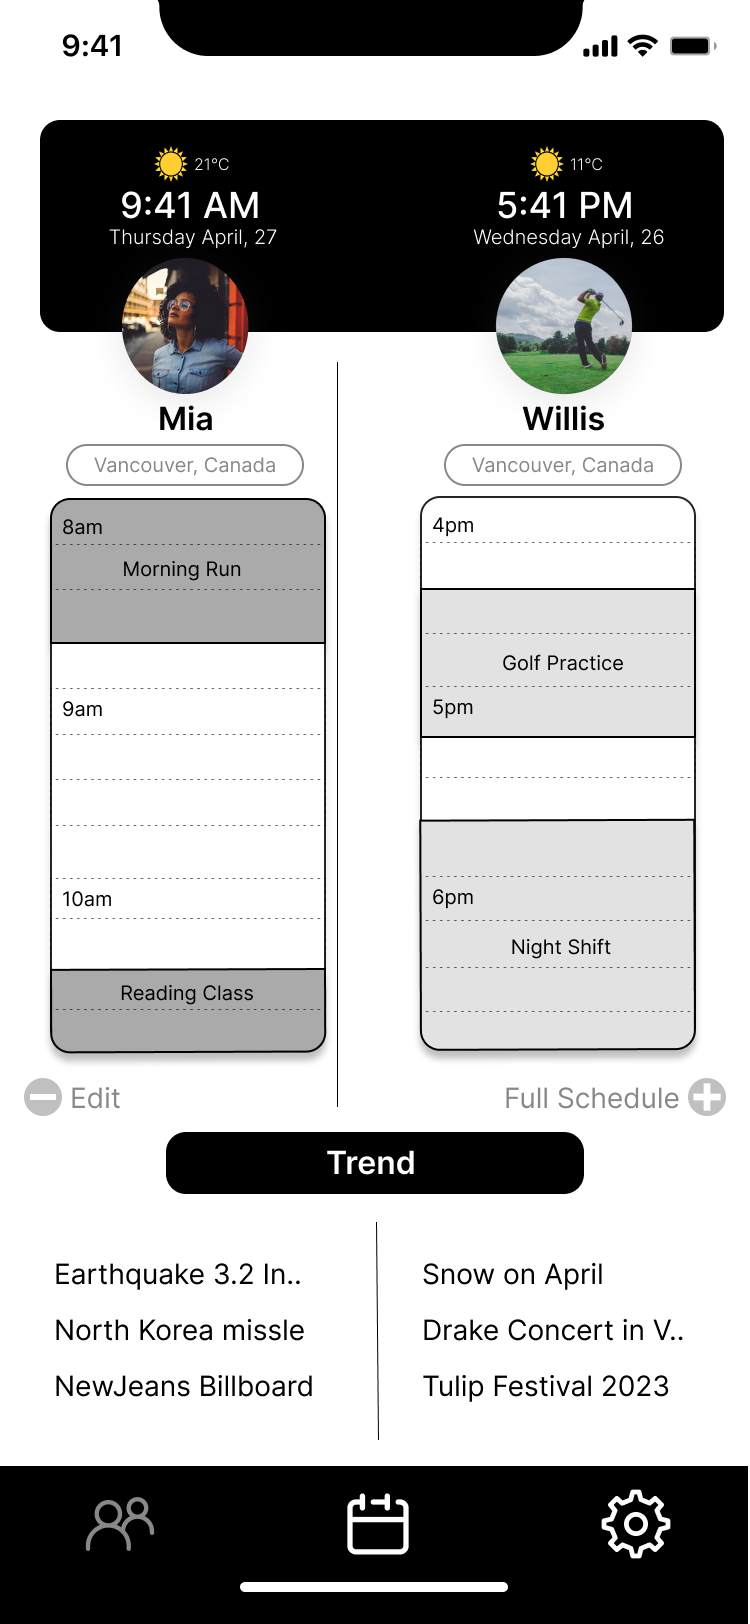 9:41
21°C
9:41 AM
Thursday April, 27
11°C
5:41 PM
Wednesday April, 26
Mia
Vancouver, Canada
Willis
Vancouver, Canada
8am
Morning Run
9am
10am
Reading Class
4pm
Golf Practice
5pm
6pm
Night Shift
Edit
Full Schedule
Trend
Earthquake 3.2 In..
North Korea missle
NewJeans Billboard
Snow on April
Drake Concert in V..
Tulip Festival 2023